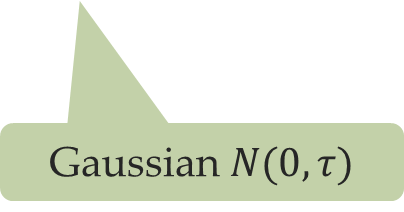 Gaussian 𝑁(0, 𝜏)